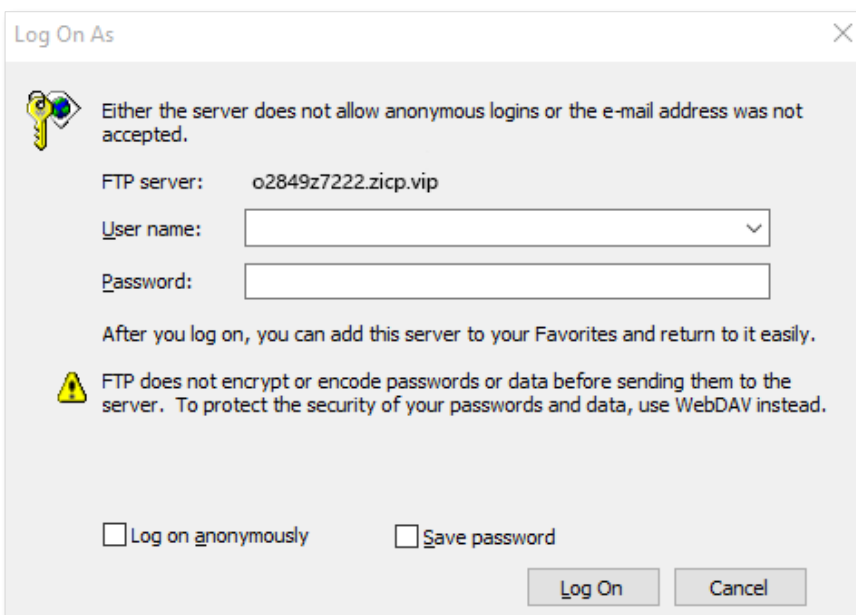 Log On As
Either the server does not allow anonymous logins or the e-mail address was not
accepted.
FTP server: o2849z7222.zicp.vip
User name:
Password:
After you log on, you can add this server to your Favorites and return to it easily.
FTP does not encrypt or encode passwords or data before sending them to the
server. To protect the security of your passwords and data, use WebDAV instead.
Log on anonymously Save password
Log On Cancel